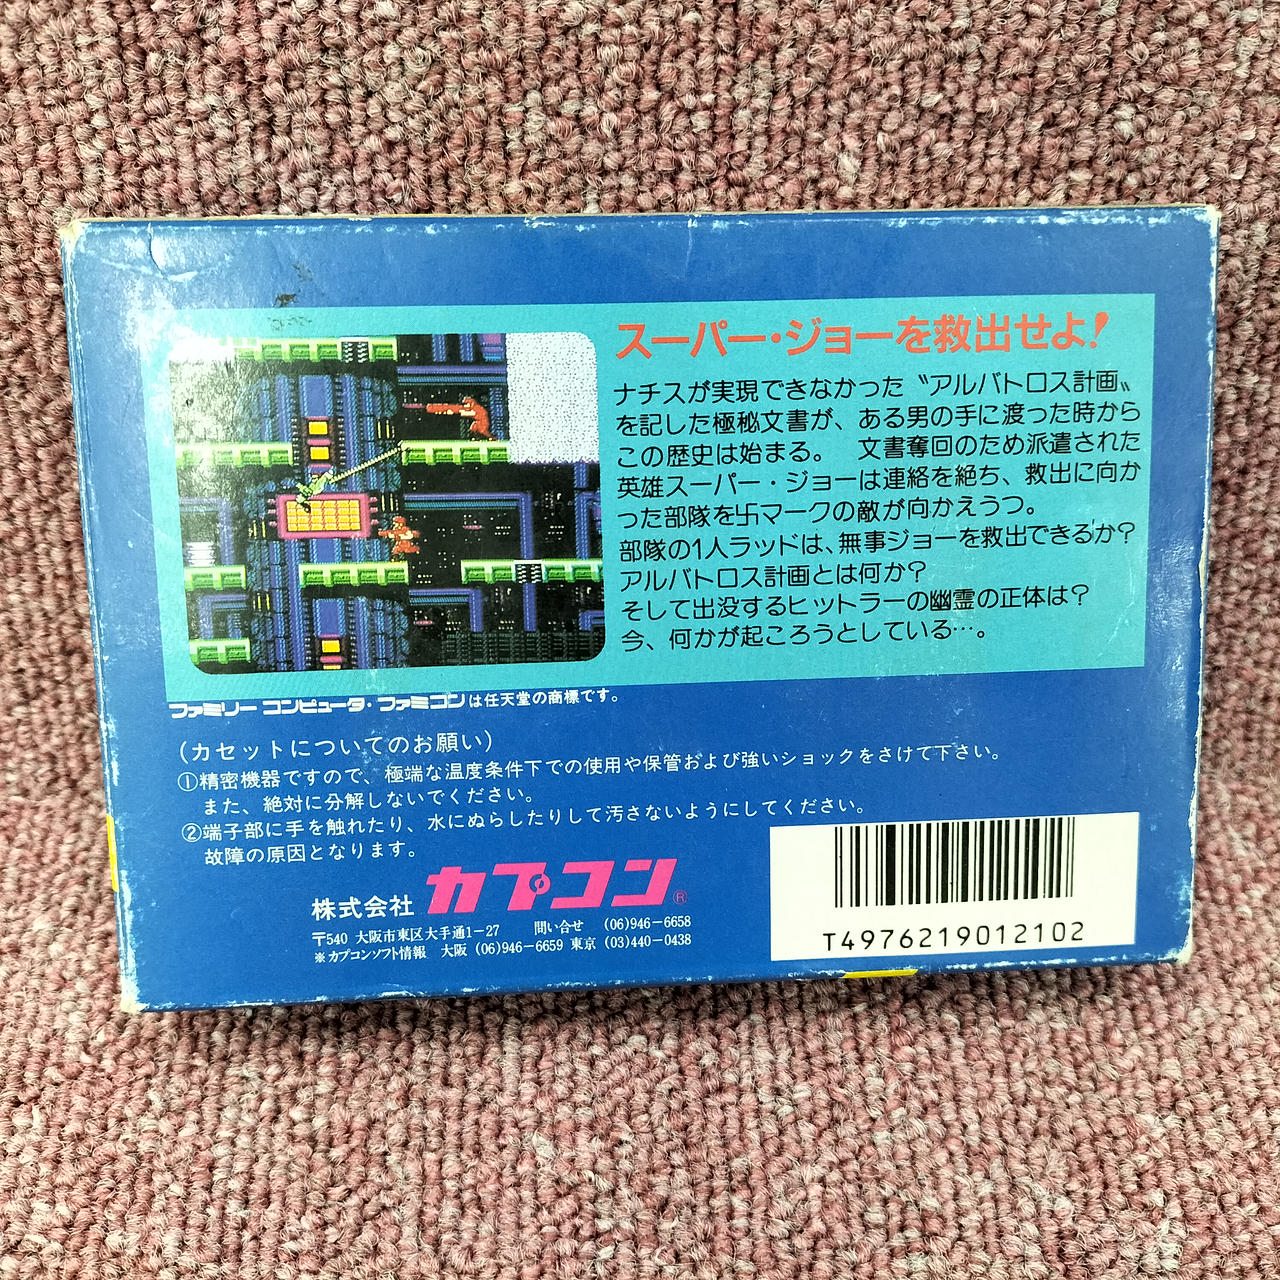 スーパー・ジョーを救出せよ!
ナチスが実現できなかった〝アルバトロス計画〟
を記した極秘文書が、ある男の手に渡った時から
この歴史は始まる。 文書奪回のため派遣された
英雄スーパー・ジョーは連絡を絶ち、救出に向か
った部隊を卐マークの敵が向かえうつ。
部隊の1人ラッドは、無事ジョーを救出できるか?
アルバトロス計画とは何か?
そして出没するヒットラーの幽霊の正体は?
今、何かが起ころうとしている…。
ファミリーコンピュータ・ファミコンは任天堂の商標です。
(カセットについてのお願い)
①精密機器ですので、極端な温度条件下での使用や保管および強いショックをさけて下さい。
また、絶対に分解しないでください。
②端子部に手を触れたり、水にぬらしたりして汚さないようにしてください。
故障の原因となります。
株式会社 カプコン®
〒540 大阪市東区大手通1-27 問い合せ (06)946-6658
※カプコンソフト情報 大阪 (06)946-6659 東京 (03)440-0438
T4976219012102